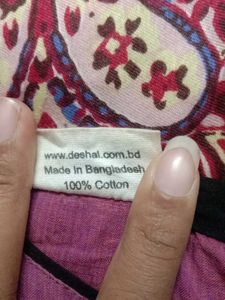 www.deshal.com.bd
Made in Bangladesh
100% Cotton